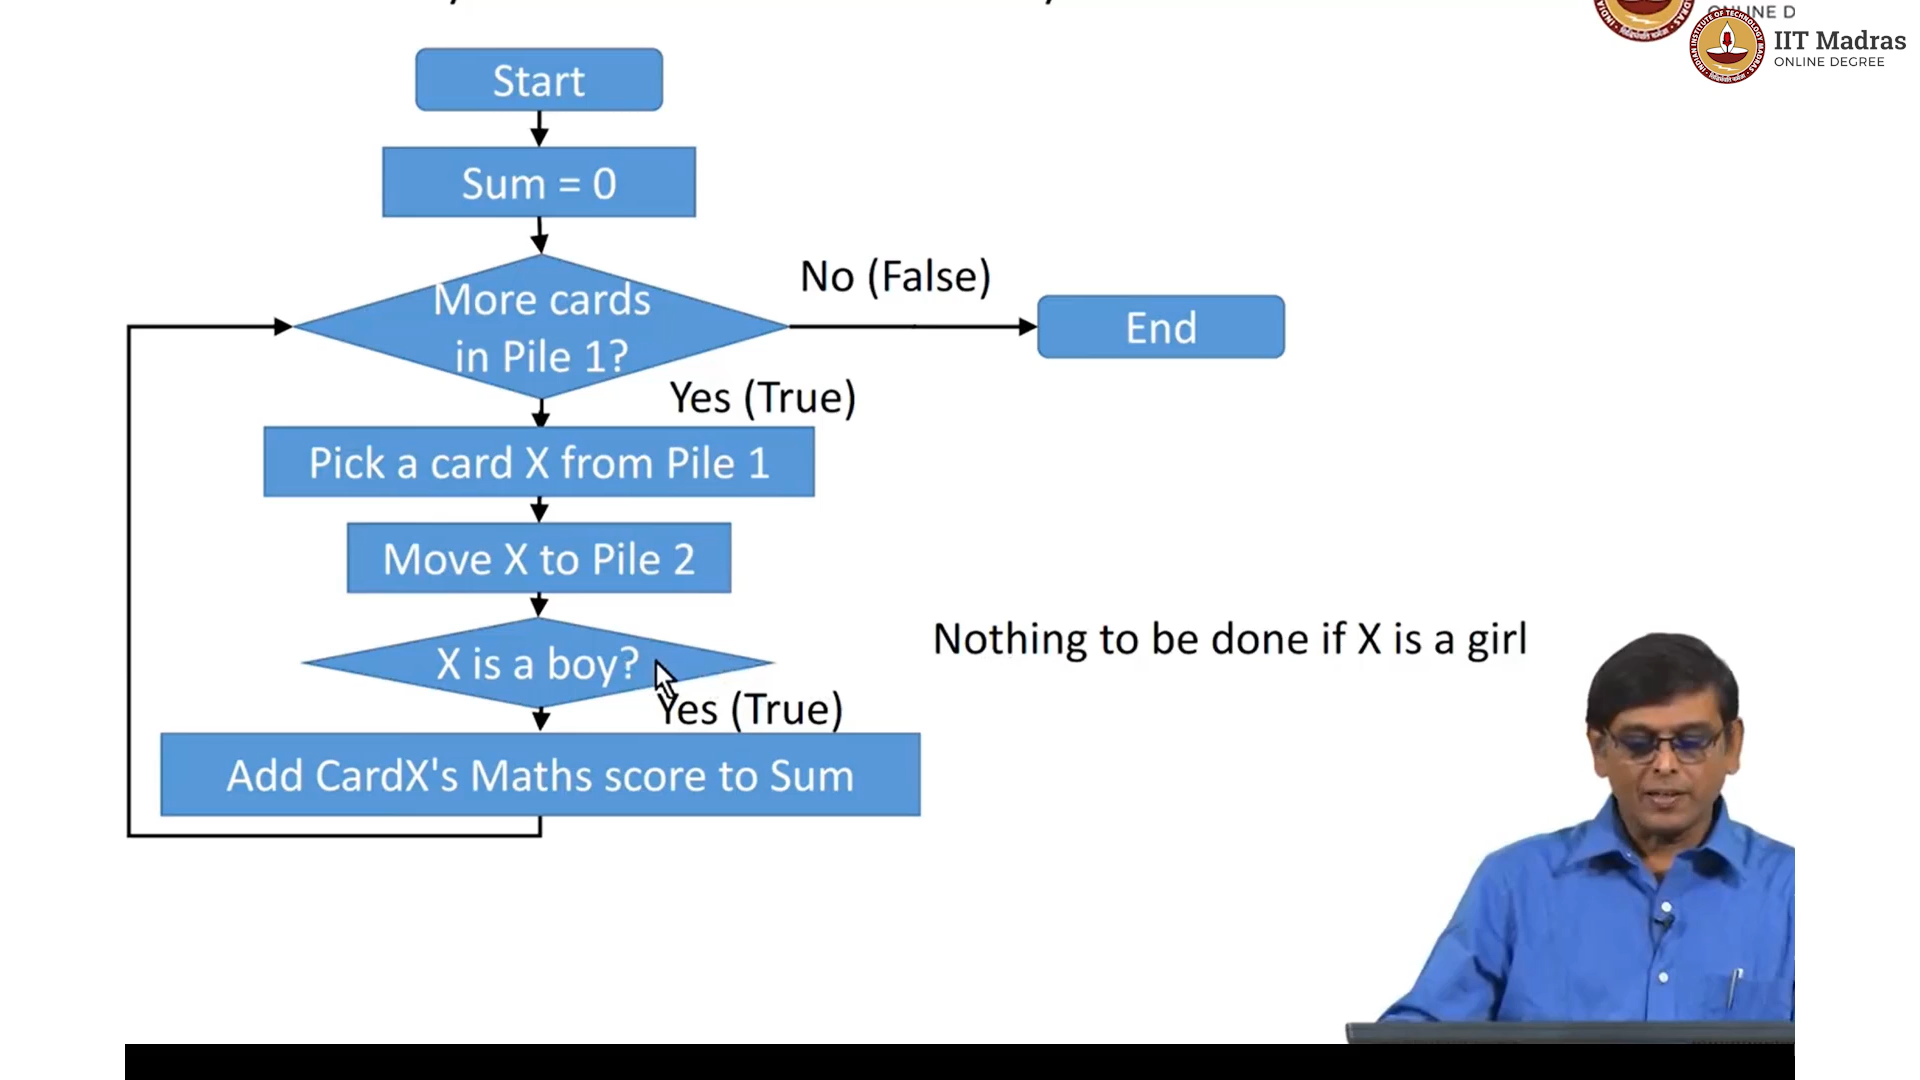 ONLINE D
IIT Madras
ONLINE DEGREE
Start
Sum = 0
More cards
in Pile 1?
No (False)
End
Yes (True)
Pick a card X from Pile 1
Move X to Pile 2
X is a boy?
Nothing to be done if X is a girl
Yes (True)
Add CardX's Maths score to Sum